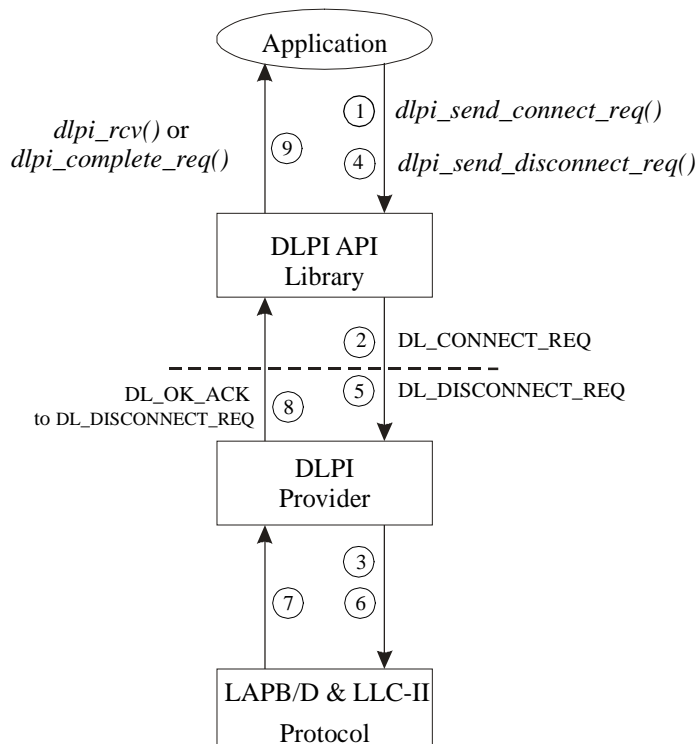 Application
1 dlpi_send_connect_req()
dlpi_rcv() or
dlpi_complete_req()
9
4 dlpi_send_disconnect_req()
DLPI API
Library
2 DL_CONNECT_REQ
5 DL_DISCONNECT_REQ
DL_OK_ACK
to DL_DISCONNECT_REQ
8
DLPI
Provider
3
7
6
LAPB/D & LLC-II
Protocol